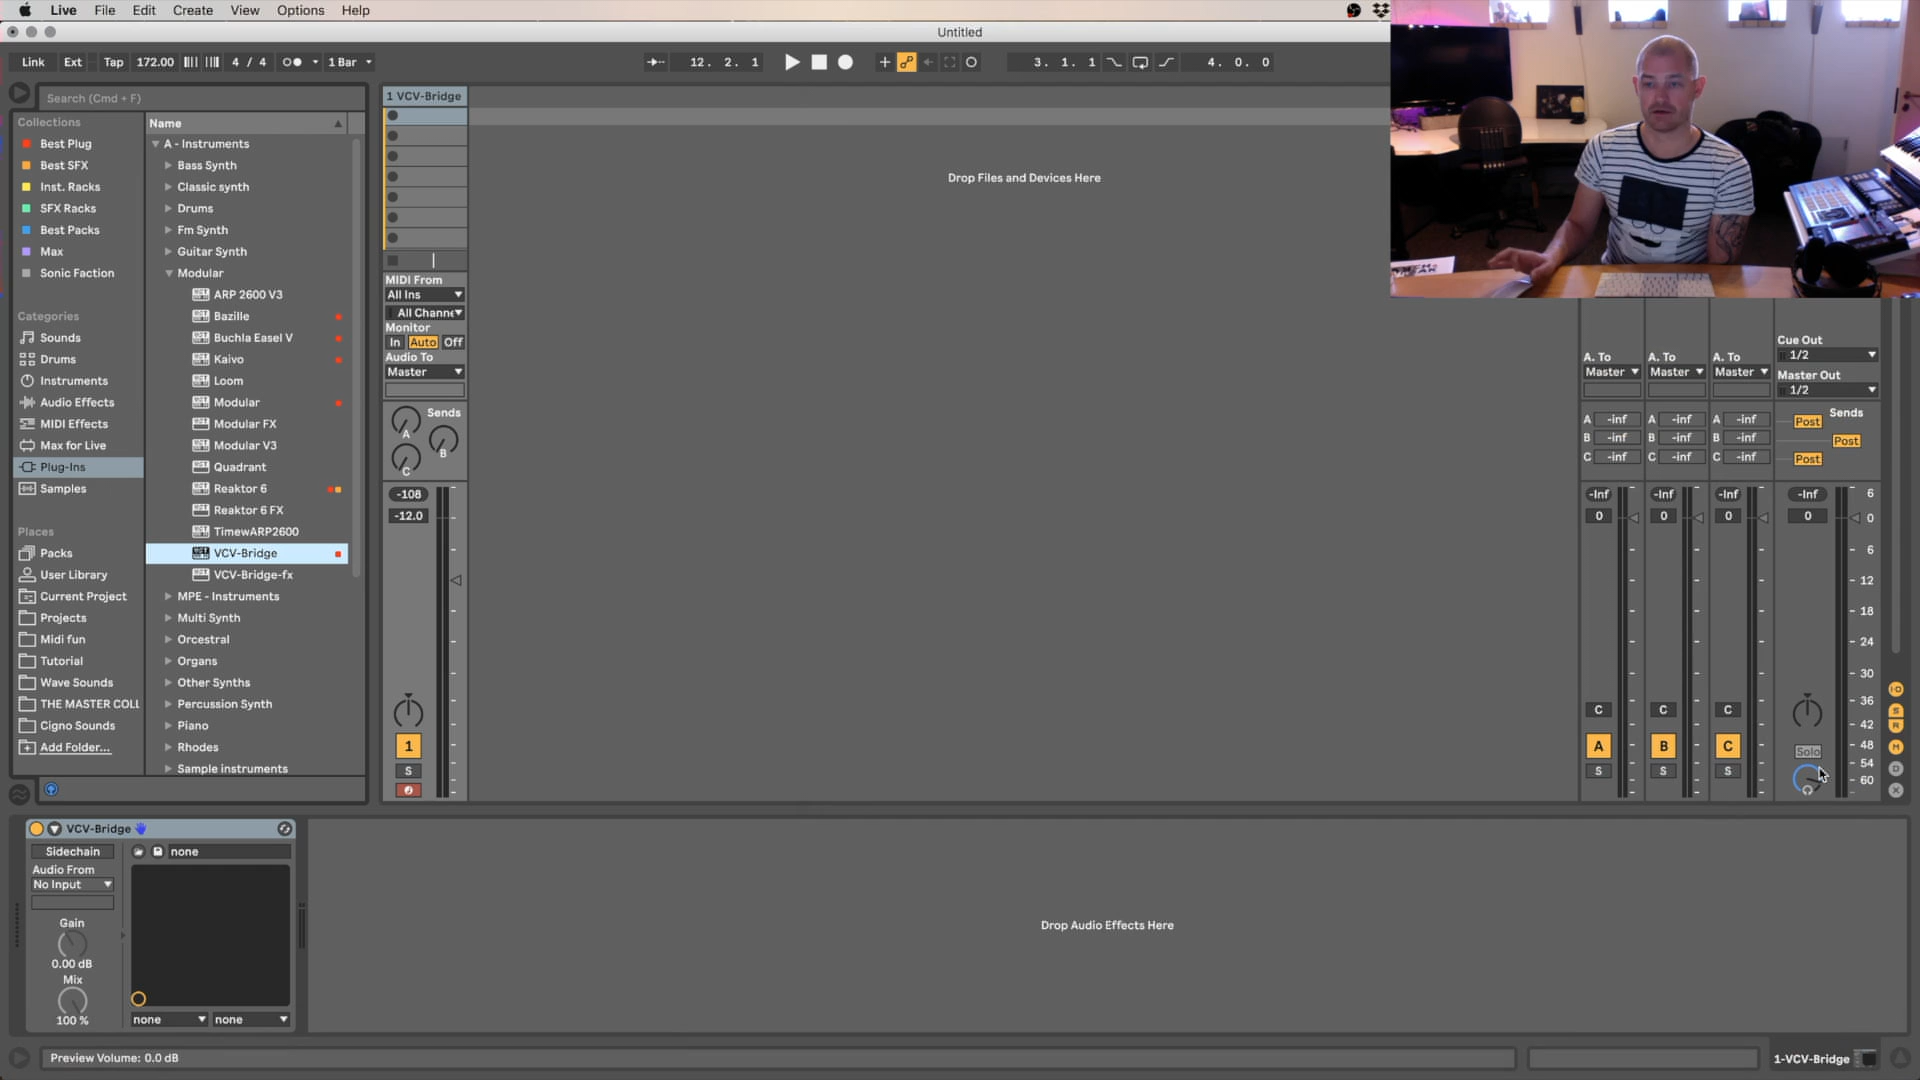 Live File Edit Create View Options Help
Untitled
Link Ext Tap 172.00 4 / 4 1 Bar 12. 2. 1 3. 1. 1 4. 0. 0
Search (Cmd + F)
Collections
Best Plug
Best SFX
Inst. Racks
SFX Racks
Best Packs
Max
Sonic Faction
Categories
Sounds
Drums
Instruments
Audio Effects
MIDI Effects
Max for Live
Plug-Ins
Samples
Places
Packs
User Library
Current Project
Projects
Midi fun
Tutorial
Wave Sounds
THE MASTER COLL
Cigno Sounds
Add Folder...
Name
A - Instruments
Bass Synth
Classic synth
Drums
Fm Synth
Guitar Synth
Modular
ARP 2600 V3
Bazille
Buchla Easel V
Kaivo
Loom
Modular
Modular FX
Modular V3
Quadrant
Reaktor 6
Reaktor 6 FX
TimewARP2600
VCV-Bridge
VCV-Bridge-fx
MPE - Instruments
Multi Synth
Orcestral
Organs
Other Synths
Percussion Synth
Piano
Rhodes
Sample instruments
1 VCV-Bridge
MIDI From
All Ins
All Channe
Monitor
In Auto Off
Audio To
Master
Sends
A
B
C
-108
-12.0
1
S
Drop Files and Devices Here
A. To A. To A. To
Master Master Master
A -inf A -inf A -inf
B -inf B -inf B -inf
C -inf C -inf C -inf
-Inf -Inf -Inf
0 0 0
C C C
A B C
S S S
Cue Out
1/2
Master Out
1/2
Sends
Post
Post
Post
-Inf
0
Solo
6
0
6
12
18
24
30
36
42
48
54
60
I·O
S
R
M
D
X
VCV-Bridge
Sidechain
Audio From
No Input
Gain
0.00 dB
Mix
100 %
none
none none
Drop Audio Effects Here
Preview Volume: 0.0 dB
1-VCV-Bridge